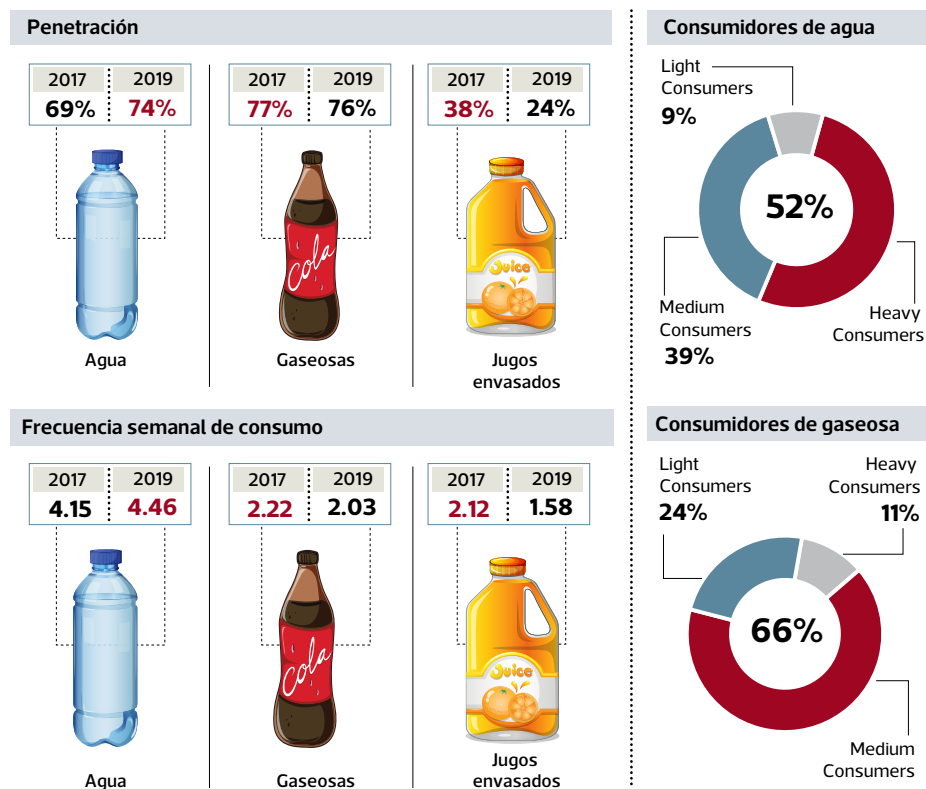 Penetración
2017 2019
69% 74%
Agua
2017 2019
77% 76%
Cola
Gaseosas
2017 2019
38% 24%
Juice
Jugos
envasados
Frecuencia semanal de consumo
2017 2019
4.15 4.46
Agua
2017 2019
2.22 2.03
Cola
Gaseosas
2017 2019
2.12 1.58
Juice
Jugos
envasados
Consumidores de agua
Light
Consumers
9%
52%
Medium
Consumers
39%
Heavy
Consumers
Consumidores de gaseosa
Light
Consumers
24%
Heavy
Consumers
11%
66%
Medium
Consumers